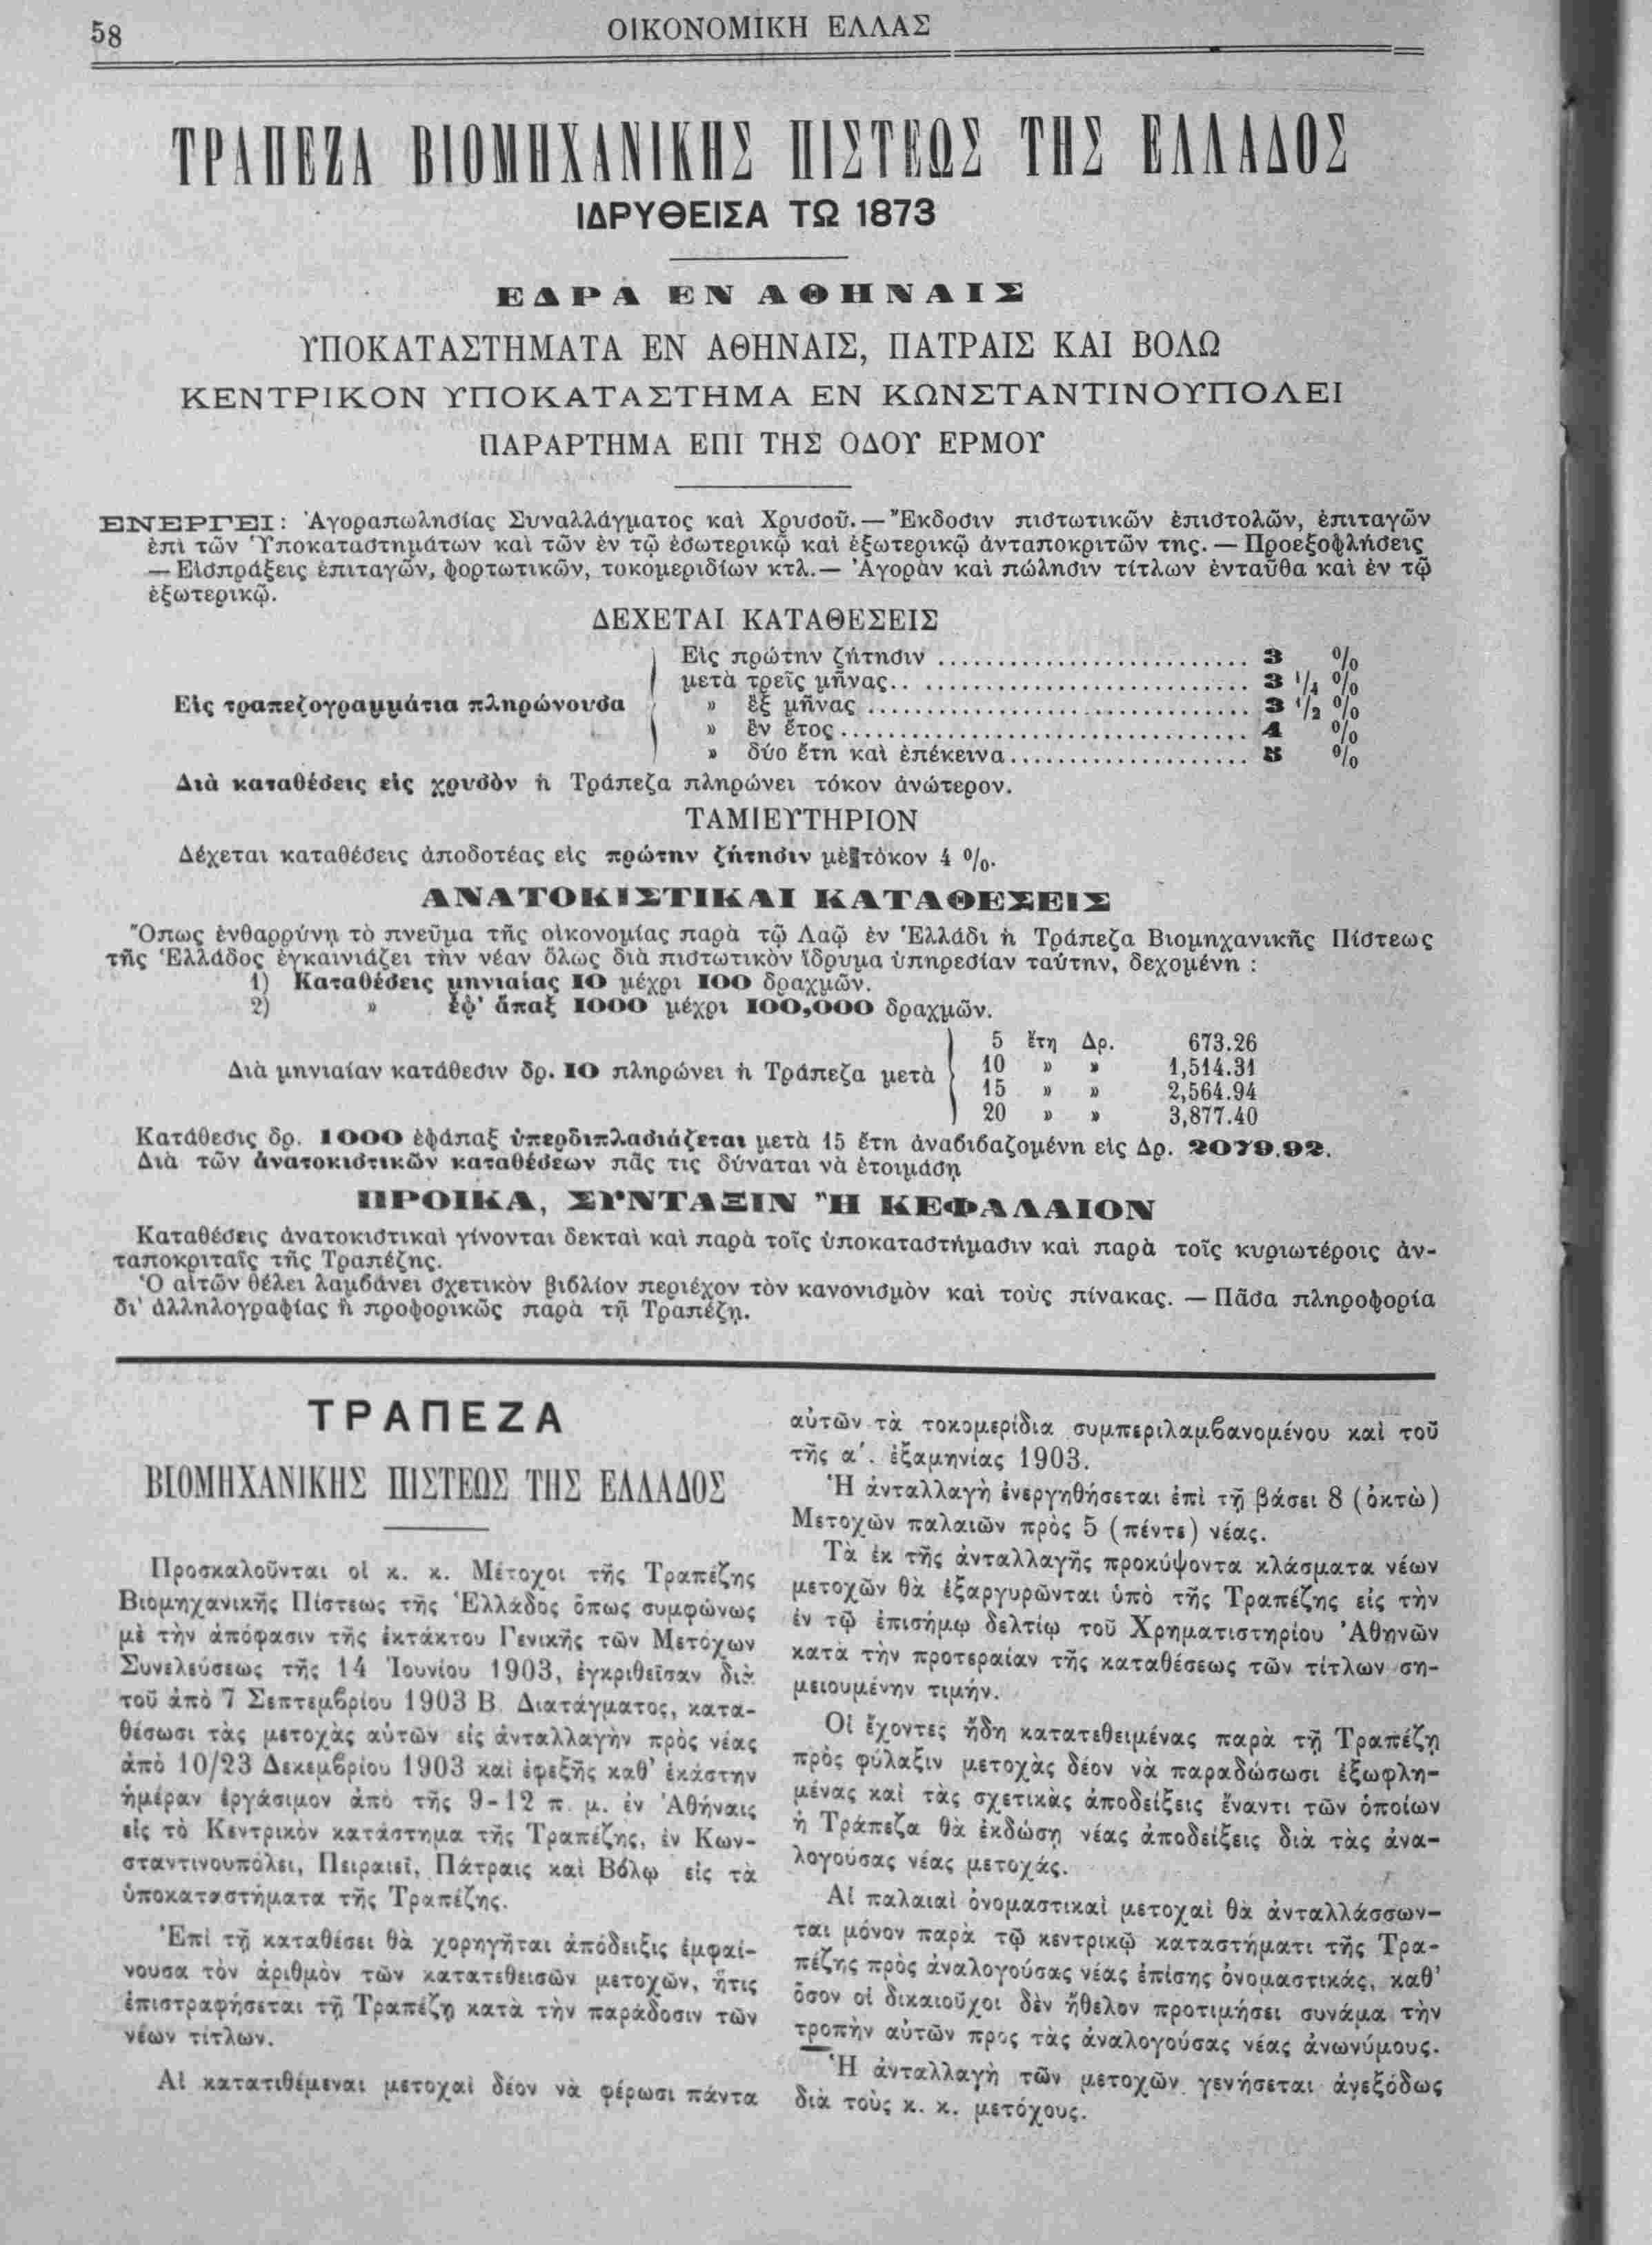 58
ΟΙΚΟΝΟΜΙΚΗ ΕΛΛΑΣ
ΤΡΑΠΕΖΑ ΒΙΟΜΗΧΑΝΙΚΗΣ ΠΙΣΤΕΩΣ ΤΗΣ ΕΛΛΑΔΟΣ
ΙΔΡΥΘΕΙΣΑ ΤΩ 1873
ΕΔΡΑ ΕΝ ΑΘΗΝΑΙΣ
ΥΠΟΚΑΤΑΣΤΗΜΑΤΑ ΕΝ ΑΘΗΝΑΙΣ, ΠΑΤΡΑΙΣ ΚΑΙ ΒΟΛΩ
ΚΕΝΤΡΙΚΟΝ ΥΠΟΚΑΤΑΣΤΗΜΑ ΕΝ ΚΩΝΣΤΑΝΤΙΝΟΥΠΟΛΕΙ
ΠΑΡΑΡΤΗΜΑ ΕΠΙ ΤΗΣ ΟΔΟΥ ΕΡΜΟΥ
ΕΝΕΡΓΕΙ: Ἀγοραπωλησίας Συναλλάγματος καὶ Χρυσοῦ.—Ἔκδοσιν πιστωτικῶν ἐπιστολῶν, ἐπιταγῶν
ἐπὶ τῶν Ὑποκαταστημάτων καὶ τῶν ἐν τῷ ἐσωτερικῷ καὶ ἐξωτερικῷ ἀνταποκριτῶν της. — Προεξοφλήσεις
— Εἰσπράξεις ἐπιταγῶν, φορτωτικῶν, τοκομεριδίων κτλ.— Ἀγορὰν καὶ πώλησιν τίτλων ἐνταῦθα καὶ ἐν τῷ
ἐξωτερικῷ.
ΔΕΧΕΤΑΙ ΚΑΤΑΘΕΣΕΙΣ
Εἰς τραπεζογραμμάτια πληρώνουσα
Εἰς πρώτην ζήτησιν .......................... 3 %
μετὰ τρεῖς μῆνας.. .......................... 3 1/4 %
» ἓξ μῆνας .......................... 3 1/2 %
» ἓν ἔτος .......................... 4 %
» δύο ἔτη καὶ ἐπέκεινα.................... 5 %
Διὰ καταθέσεις εἰς χρυσὸν ἡ Τράπεζα πληρώνει τόκον ἀνώτερον.
ΤΑΜΙΕΥΤΗΡΙΟΝ
Δέχεται καταθέσεις ἀποδοτέας εἰς πρώτην ζήτησιν μὲ τόκον 4 %.
ΑΝΑΤΟΚΙΣΤΙΚΑΙ ΚΑΤΑΘΕΣΕΙΣ
Ὅπως ἐνθαρρύνῃ τὸ πνεῦμα τῆς οἰκονομίας παρὰ τῷ Λαῷ ἐν Ἑλλάδι ἡ Τράπεζα Βιομηχανικῆς Πίστεως
τῆς Ἑλλάδος ἐγκαινιάζει τὴν νέαν ὅλως διὰ πιστωτικὸν ἵδρυμα ὑπηρεσίαν ταύτην, δεχομένη :
1) Καταθέσεις μηνιαίας 10 μέχρι 100 δραχμῶν.
2) » ἐφ' ἅπαξ 1000 μέχρι 100,000 δραχμῶν.
Διὰ μηνιαίαν κατάθεσιν δρ. 10 πληρώνει ἡ Τράπεζα μετὰ
5 ἔτη Δρ. 673.26
10 » » 1,514.31
15 » » 2,564.94
20 » » 3,877.40
Κατάθεσις δρ. 1000 ἐφάπαξ ὑπερδιπλασιάζεται μετὰ 15 ἔτη ἀναβιβαζομένη εἰς Δρ. 2079.92.
Διὰ τῶν ἀνατοκιστικῶν καταθέσεων πᾶς τις δύναται νὰ ἑτοιμάσῃ
ΠΡΟΙΚΑ, ΣΥΝΤΑΞΙΝ Ἢ ΚΕΦΑΛΑΙΟΝ
Καταθέσεις ἀνατοκιστικαὶ γίνονται δεκταὶ καὶ παρὰ τοῖς ὑποκαταστήμασιν καὶ παρὰ τοῖς κυριωτέροις ἀν-
ταποκριταῖς τῆς Τραπέζης.
Ὁ αἰτῶν θέλει λαμβάνει σχετικὸν βιβλίον περιέχον τὸν κανονισμὸν καὶ τοὺς πίνακας. — Πᾶσα πληροφορία
δι' ἀλληλογραφίας ἢ προφορικῶς παρὰ τῇ Τραπέζῃ.
ΤΡΑΠΕΖΑ
ΒΙΟΜΗΧΑΝΙΚΗΣ ΠΙΣΤΕΩΣ ΤΗΣ ΕΛΛΑΔΟΣ
Προσκαλοῦνται οἱ κ. κ. Μέτοχοι τῆς Τραπέζης
Βιομηχανικῆς Πίστεως τῆς Ἑλλάδος ὅπως συμφώνως
μὲ τὴν ἀπόφασιν τῆς ἐκτάκτου Γενικῆς τῶν Μετόχων
Συνελεύσεως τῆς 14 Ἰουνίου 1903, ἐγκριθεῖσαν διὰ
τοῦ ἀπὸ 7 Σεπτεμβρίου 1903 Β. Διατάγματος, κατα-
θέσωσι τὰς μετοχὰς αὐτῶν εἰς ἀνταλλαγὴν πρὸς νέας
ἀπὸ 10/23 Δεκεμβρίου 1903 καὶ ἐφεξῆς καθ' ἑκάστην
ἡμέραν ἐργάσιμον ἀπὸ τῆς 9-12 π. μ. ἐν Ἀθήναις
εἰς τὸ Κεντρικὸν κατάστημα τῆς Τραπέζης, ἐν Κων-
σταντινουπόλει, Πειραιεῖ, Πάτραις καὶ Βόλῳ εἰς τὰ
ὑποκαταστήματα τῆς Τραπέζης.
Ἐπὶ τῇ καταθέσει θὰ χορηγῆται ἀπόδειξις ἐμφαί-
νουσα τὸν ἀριθμὸν τῶν κατατεθεισῶν μετοχῶν, ἥτις
ἐπιστραφήσεται τῇ Τραπέζῃ κατὰ τὴν παράδοσιν τῶν
νέων τίτλων.
Αἱ κατατιθέμεναι μετοχαὶ δέον νὰ φέρωσι πάντα
αὐτῶν τὰ τοκομερίδια συμπεριλαμβανομένου καὶ τοῦ
τῆς α'. ἑξαμηνίας 1903.
Ἡ ἀνταλλαγὴ ἐνεργηθήσεται ἐπὶ τῇ βάσει 8 (ὀκτὼ)
Μετοχῶν παλαιῶν πρὸς 5 (πέντε) νέας.
Τὰ ἐκ τῆς ἀνταλλαγῆς προκύψοντα κλάσματα νέων
μετοχῶν θὰ ἐξαργυρῶνται ὑπὸ τῆς Τραπέζης εἰς τὴν
ἐν τῷ ἐπισήμῳ δελτίῳ τοῦ Χρηματιστηρίου Ἀθηνῶν
κατὰ τὴν προτεραίαν τῆς καταθέσεως τῶν τίτλων ση-
μειουμένην τιμήν.
Οἱ ἔχοντες ἤδη κατατεθειμένας παρὰ τῇ Τραπέζῃ
πρὸς φύλαξιν μετοχὰς δέον νὰ παραδώσωσι ἐξωφλη-
μένας καὶ τὰς σχετικὰς ἀποδείξεις ἔναντι τῶν ὁποίων
ἡ Τράπεζα θὰ ἐκδώσῃ νέας ἀποδείξεις διὰ τὰς ἀνα-
λογούσας νέας μετοχάς.
Αἱ παλαιαὶ ὀνομαστικαὶ μετοχαὶ θὰ ἀνταλλάσσων-
ται μόνον παρὰ τῷ κεντρικῷ καταστήματι τῆς Τρα-
πέζης πρὸς ἀναλογούσας νέας ἐπίσης ὀνομαστικάς, καθ'
ὅσον οἱ δικαιοῦχοι δὲν ἤθελον προτιμήσει συνάμα τὴν
τροπὴν αὐτῶν πρὸς τὰς ἀναλογούσας νέας ἀνωνύμους.
Ἡ ἀνταλλαγὴ τῶν μετοχῶν γενήσεται ἀνεξόδως
διὰ τοὺς κ. κ. μετόχους.